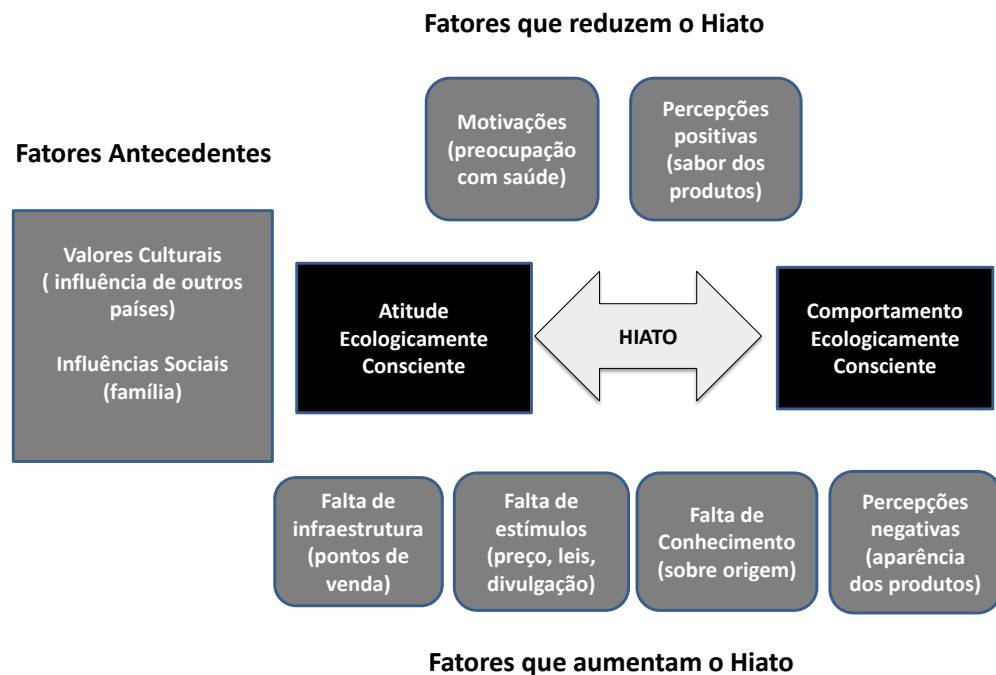 Fatores que reduzem o Hiato
Motivações
(preocupação
com saúde)
Percepções
positivas
(sabor dos
produtos)
Fatores Antecedentes
Valores Culturais
( influência de outros
países)
Influências Sociais
(família)
Atitude
Ecologicamente
Consciente
HIATO
Comportamento
Ecologicamente
Consciente
Falta de
infraestrutura
(pontos de
venda)
Falta de
estímulos
(preço, leis,
divulgação)
Falta de
Conhecimento
(sobre origem)
Percepções
negativas
(aparência
dos produtos)
Fatores que aumentam o Hiato